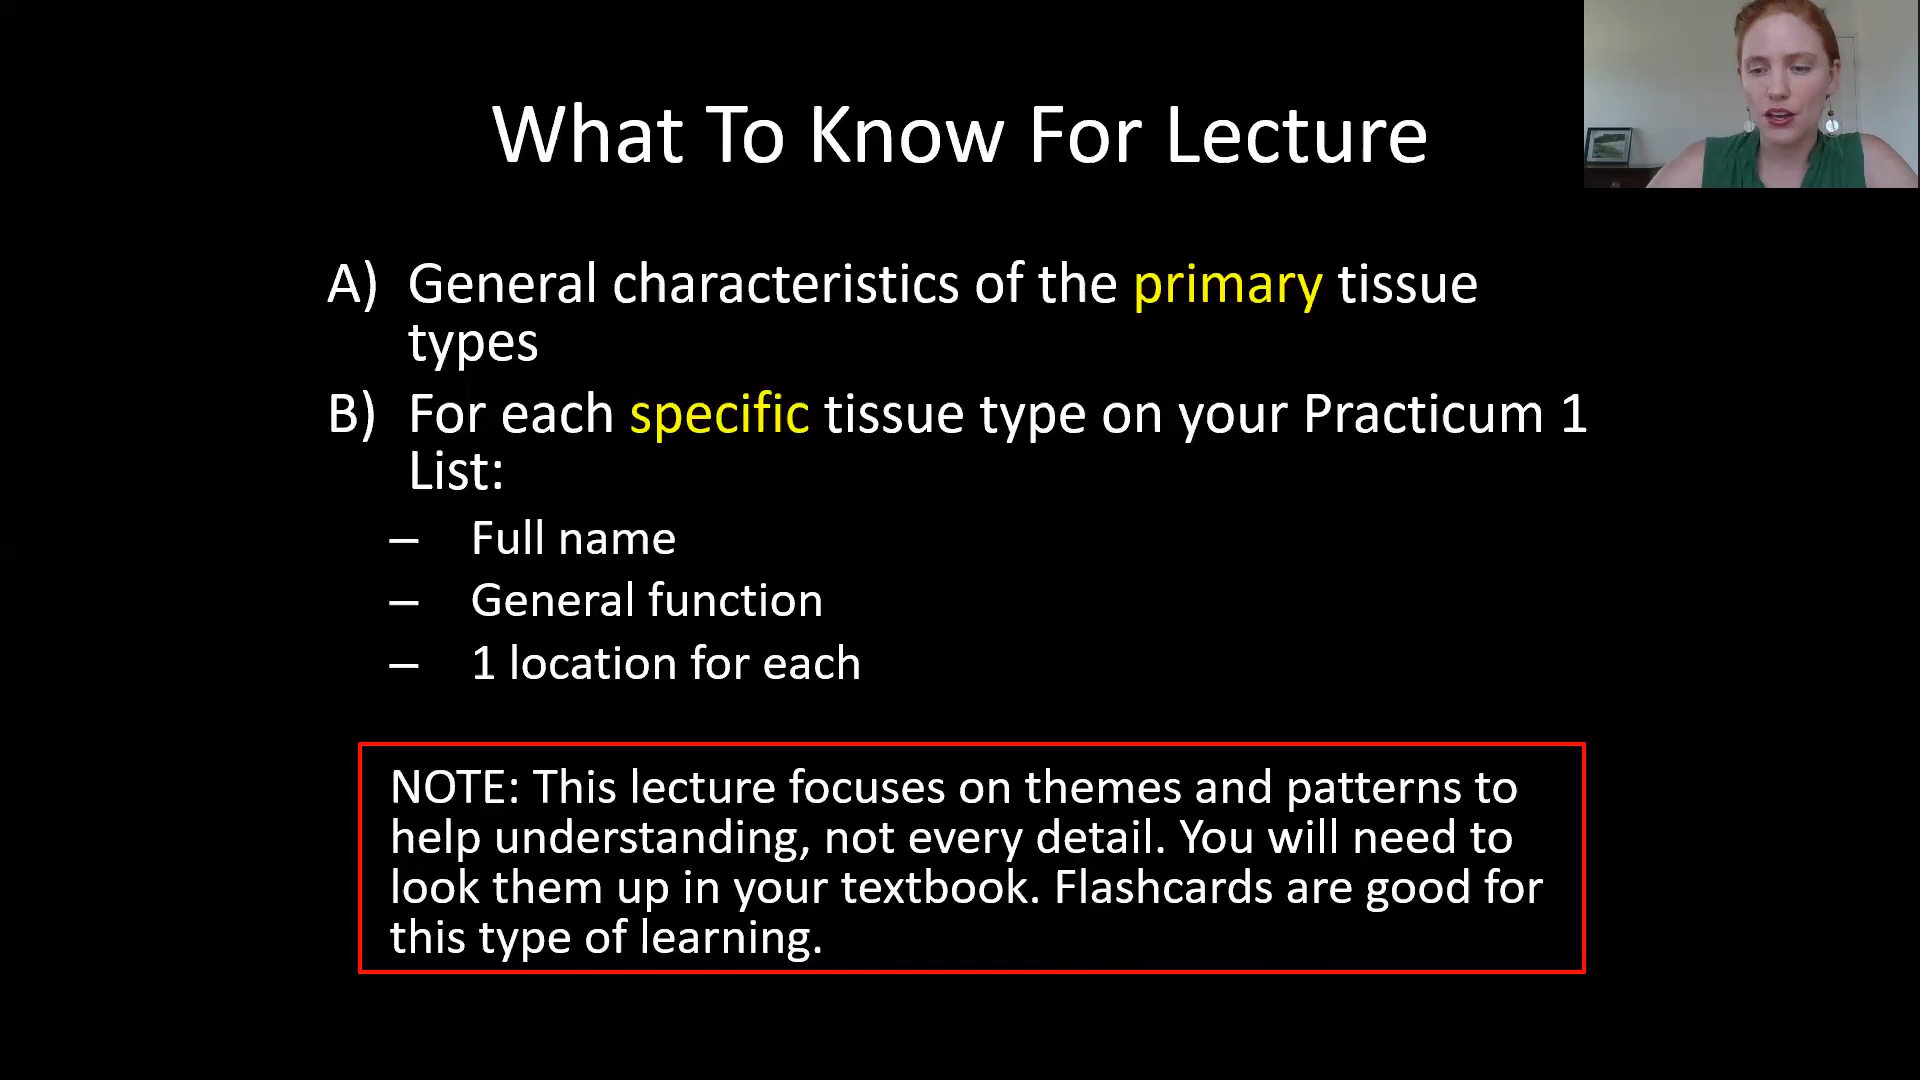 What To Know For Lecture
A) General characteristics of the primary tissue
types
B) For each specific tissue type on your Practicum 1
List:
– Full name
– General function
– 1 location for each
NOTE: This lecture focuses on themes and patterns to
help understanding, not every detail. You will need to
look them up in your textbook. Flashcards are good for
this type of learning.